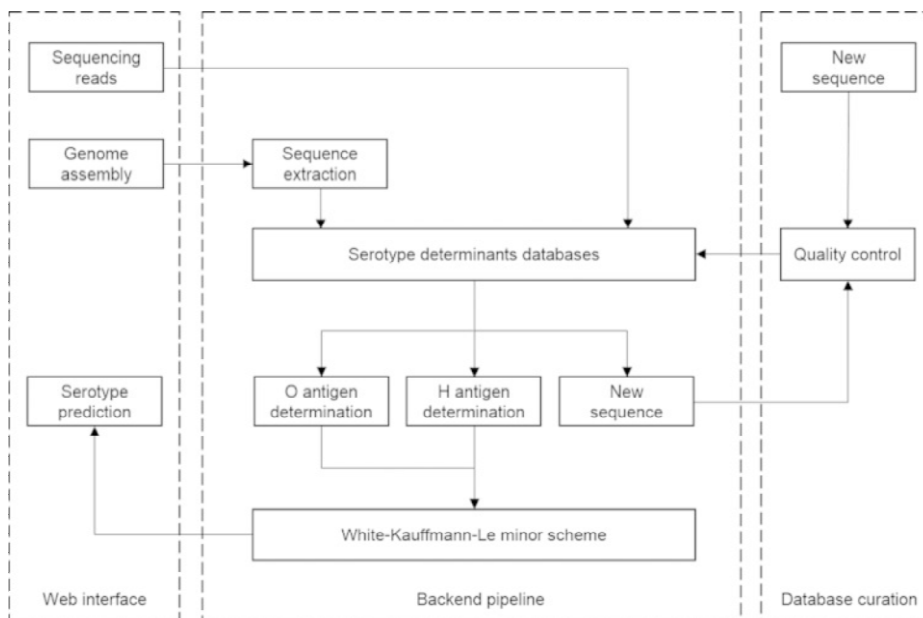 Sequencing
reads
New
sequence
Genome
assembly
Sequence
extraction
Serotype determinants databases
Quality control
Serotype
prediction
O antigen
determination
H antigen
determination
New
sequence
White-Kauffmann-Le minor scheme
Web interface
Backend pipeline
Database curation